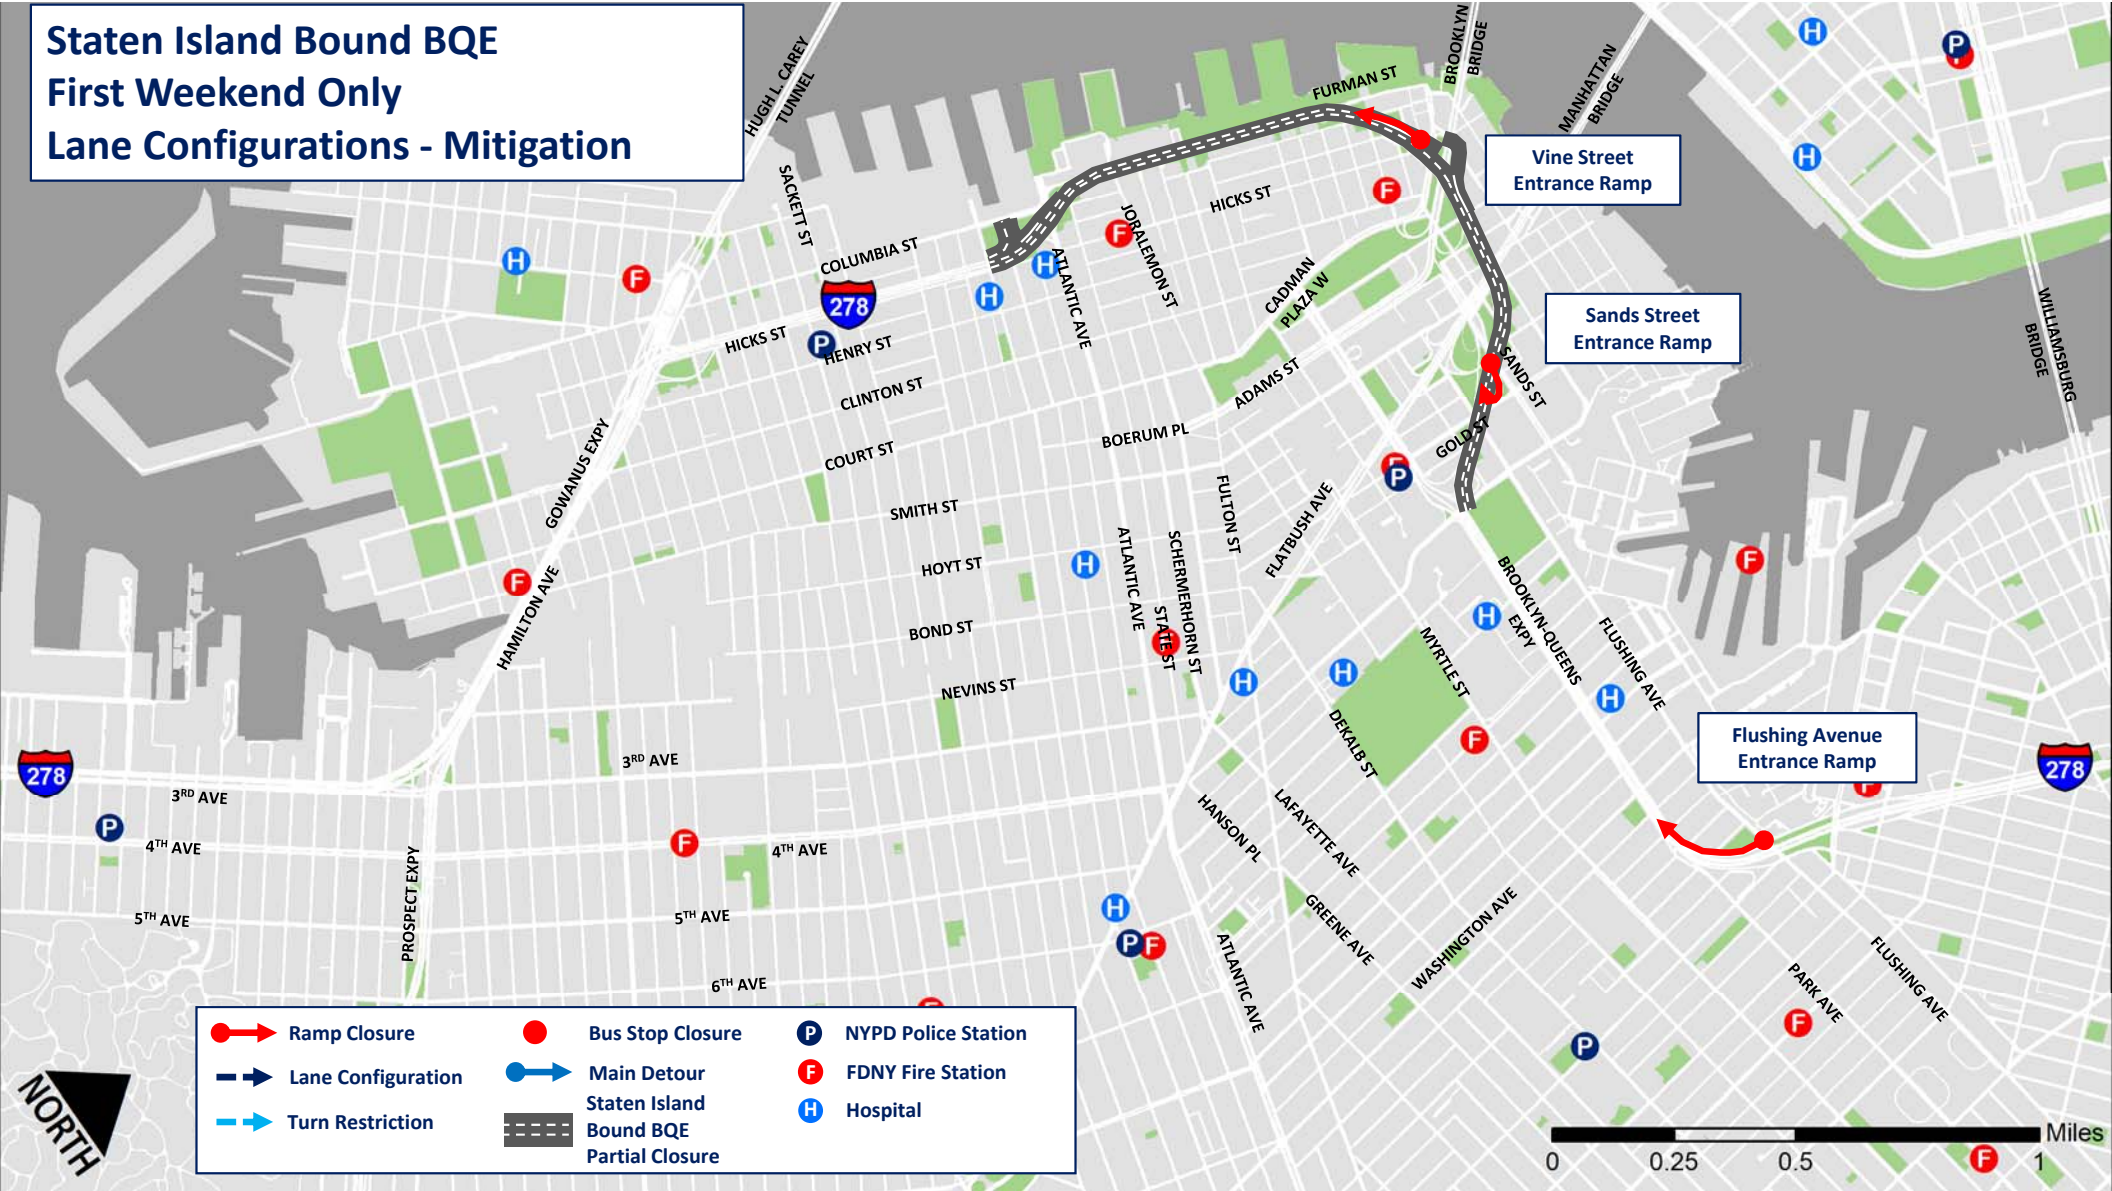 Staten Island Bound BQE
First Weekend Only
Lane Configurations - Mitigation
HUGH L. CAREY
TUNNEL
BROOKLYN
BRIDGE
MANHATTAN
BRIDGE
FURMAN ST
H
P
H
Vine Street
Entrance Ramp
F
HICKS ST
SACKETT ST
COLUMBIA ST
JORALEMON ST
F
H
F
H
H
ATLANTIC AVE
CADMAN
PLAZA W
278
P
HICKS ST
HENRY ST
CLINTON ST
COURT ST
Sands Street
Entrance Ramp
SANDS ST
WILLIAMSBURG
BRIDGE
ADAMS ST
BOERUM PL
GOLD ST
F
P
GOWANUS EXPY
SMITH ST
FULTON ST
FLATBUSH AVE
HOYT ST
H
ATLANTIC AVE
SCHERMERHORN ST
STATE ST
F
HAMILTON AVE
BOND ST
NEVINS ST
H
H
H
H
F
BROOKLYN-QUEENS
EXPY
FLUSHING AVE
MYRTLE ST
DEKALB ST
F
Flushing Avenue
Entrance Ramp
F
278
278
3RD AVE
3RD AVE
P
4TH AVE
F
4TH AVE
HANSON PL
LAFAYETTE AVE
GREENE AVE
WASHINGTON AVE
PROSPECT EXPY
5TH AVE
5TH AVE
H
P
F
ATLANTIC AVE
6TH AVE
PARK AVE
FLUSHING AVE
F
P
F
F
Ramp Closure
Lane Configuration
Turn Restriction
Bus Stop Closure
Main Detour
Staten Island
Bound BQE
Partial Closure
P NYPD Police Station
F FDNY Fire Station
H Hospital
NORTH
Miles
0 0.25 0.5 1